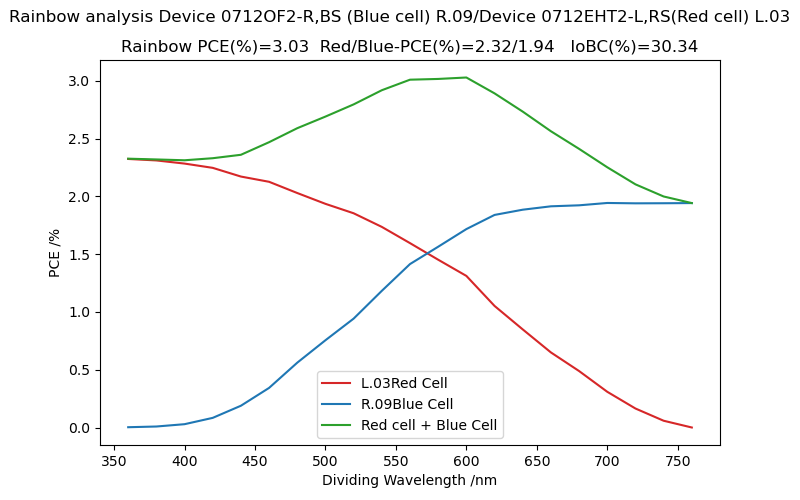 Rainbow analysis Device 0712OF2-R,BS (Blue cell) R.09/Device 0712EHT2-L,RS(Red cell) L.03
Rainbow PCE(%)=3.03  Red/Blue-PCE(%)=2.32/1.94   IoBC(%)=30.34
PCE /%
3.0
2.5
2.0
1.5
1.0
0.5
0.0
L.03Red Cell
R.09Blue Cell
Red cell + Blue Cell
350 400 450 500 550 600 650 700 750
Dividing Wavelength /nm